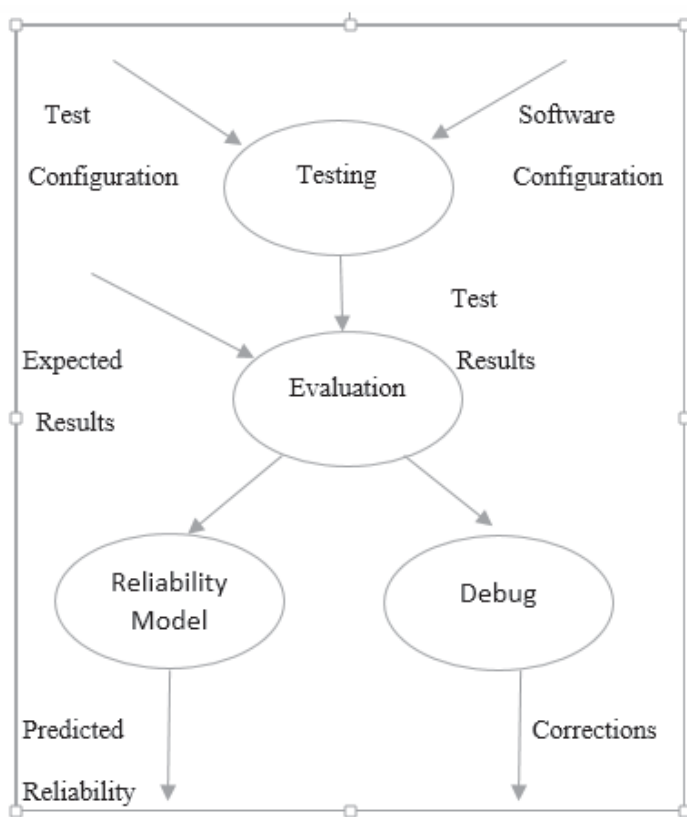 Test
Configuration
Software
Configuration
Testing
Test
Results
Expected
Results
Evaluation
Reliability
Model
Debug
Predicted
Reliability
Corrections